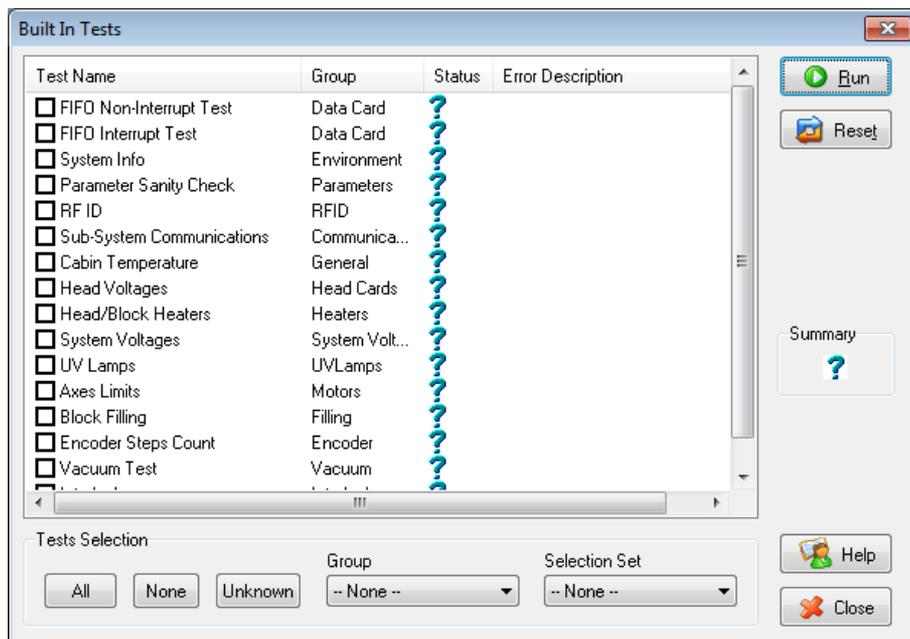 Built In Tests
Test Name Group Status Error Description
FIFO Non-Interrupt Test Data Card ?
FIFO Interrupt Test Data Card ?
System Info Environment ?
Parameter Sanity Check Parameters ?
RF ID RFID ?
Sub-System Communications Communica... ?
Cabin Temperature General ?
Head Voltages Head Cards ?
Head/Block Heaters Heaters ?
System Voltages System Volt... ?
UV Lamps UVLamps ?
Axes Limits Motors ?
Block Filling Filling ?
Encoder Steps Count Encoder ?
Vacuum Test Vacuum ?
Run
Reset
Summary
?
Tests Selection
All None Unknown
Group
-- None --
Selection Set
-- None --
Help
Close